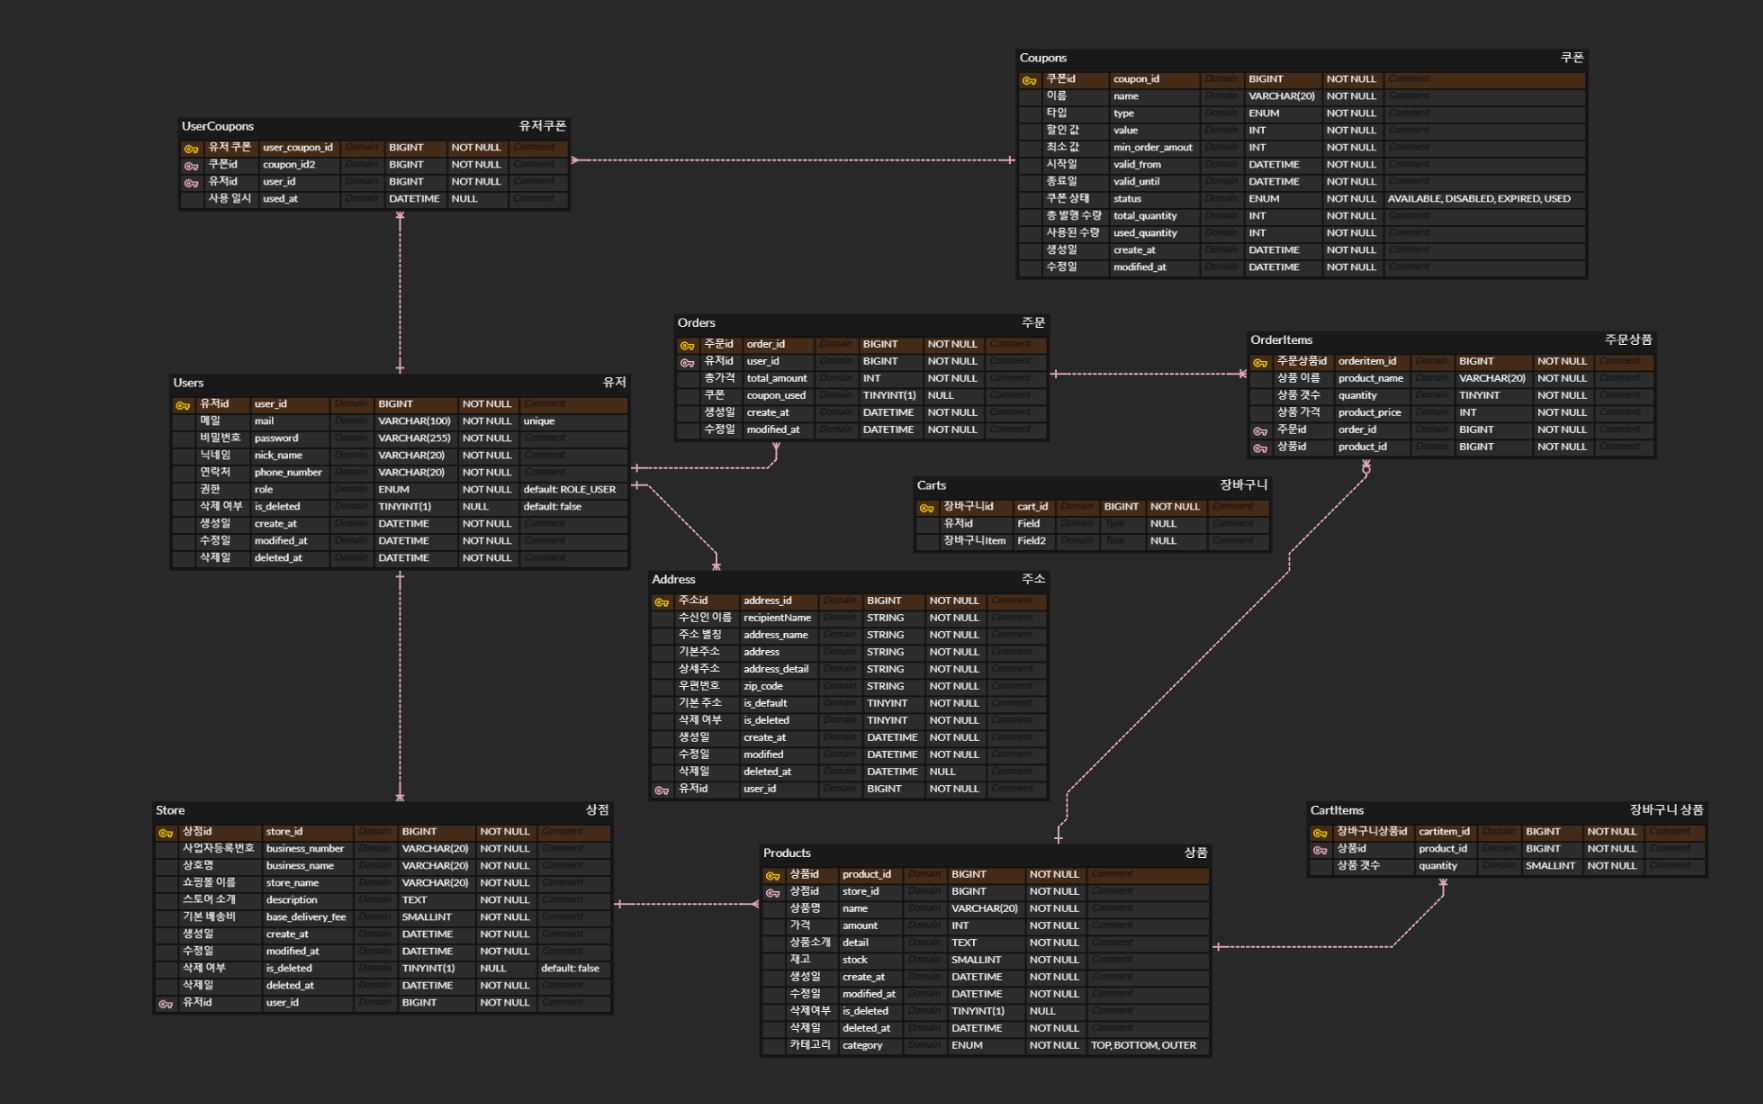 Coupons 쿠폰
쿠폰id coupon_id Domain BIGINT NOT NULL Comment
이름 name Domain VARCHAR(20) NOT NULL Comment
타입 type Domain ENUM NOT NULL Comment
할인 값 value Domain INT NOT NULL Comment
최소 값 min_order_amout Domain INT NOT NULL Comment
시작일 valid_from Domain DATETIME NOT NULL Comment
종료일 valid_until Domain DATETIME NOT NULL Comment
쿠폰 상태 status Domain ENUM NOT NULL AVAILABLE, DISABLED, EXPIRED, USED
총 발행 수량 total_quantity Domain INT NOT NULL Comment
사용된 수량 used_quantity Domain INT NOT NULL Comment
생성일 create_at Domain DATETIME NOT NULL Comment
수정일 modified_at Domain DATETIME NOT NULL Comment
UserCoupons 유저쿠폰
유저 쿠폰 user_coupon_id Domain BIGINT NOT NULL Comment
쿠폰id coupon_id2 Domain BIGINT NOT NULL Comment
유저id user_id Domain BIGINT NOT NULL Comment
사용 일시 used_at Domain DATETIME NULL Comment
Orders 주문
주문id order_id Domain BIGINT NOT NULL Comment
유저id user_id Domain BIGINT NOT NULL Comment
총가격 total_amount Domain INT NOT NULL Comment
쿠폰 coupon_used Domain TINYINT(1) NULL Comment
생성일 create_at Domain DATETIME NOT NULL Comment
수정일 modified_at Domain DATETIME NOT NULL Comment
OrderItems 주문상품
주문상품id orderitem_id Domain BIGINT NOT NULL Comment
상품 이름 product_name Domain VARCHAR(20) NOT NULL Comment
상품 갯수 quantity Domain TINYINT NOT NULL Comment
상품 가격 product_price Domain INT NOT NULL Comment
주문id order_id Domain BIGINT NOT NULL Comment
상품id product_id Domain BIGINT NOT NULL Comment
Users 유저
유저id user_id Domain BIGINT NOT NULL Comment
메일 mail Domain VARCHAR(100) NOT NULL unique
비밀번호 password Domain VARCHAR(255) NOT NULL Comment
닉네임 nick_name Domain VARCHAR(20) NOT NULL Comment
연락처 phone_number Domain VARCHAR(20) NOT NULL Comment
권한 role Domain ENUM NOT NULL default: ROLE_USER
삭제 여부 is_deleted Domain TINYINT(1) NULL default: false
생성일 create_at Domain DATETIME NOT NULL Comment
수정일 modified_at Domain DATETIME NOT NULL Comment
삭제일 deleted_at Domain DATETIME NOT NULL Comment
Carts 장바구니
장바구니id cart_id Domain BIGINT NOT NULL Comment
유저id Field Domain Type NULL Comment
장바구니Item Field2 Domain Type NULL Comment
Address 주소
주소id address_id Domain BIGINT NOT NULL Comment
수신인 이름 recipientName Domain STRING NOT NULL Comment
주소 별칭 address_name Domain STRING NOT NULL Comment
기본주소 address Domain STRING NOT NULL Comment
상세주소 address_detail Domain STRING NOT NULL Comment
우편번호 zip_code Domain STRING NOT NULL Comment
기본 주소 is_default Domain TINYINT NOT NULL Comment
삭제 여부 is_deleted Domain TINYINT NOT NULL Comment
생성일 create_at Domain DATETIME NOT NULL Comment
수정일 modified Domain DATETIME NOT NULL Comment
삭제일 deleted_at Domain DATETIME NULL Comment
유저id user_id Domain BIGINT NOT NULL Comment
Store 상점
상점id store_id Domain BIGINT NOT NULL Comment
사업자등록번호 business_number Domain VARCHAR(20) NOT NULL Comment
상호명 business_name Domain VARCHAR(20) NOT NULL Comment
쇼핑몰 이름 store_name Domain VARCHAR(20) NOT NULL Comment
스토어 소개 description Domain TEXT NOT NULL Comment
기본 배송비 base_delivery_fee Domain SMALLINT NOT NULL Comment
생성일 create_at Domain DATETIME NOT NULL Comment
수정일 modified_at Domain DATETIME NOT NULL Comment
삭제 여부 is_deleted Domain TINYINT(1) NULL default: false
삭제일 deleted_at Domain DATETIME NOT NULL Comment
유저id user_id Domain BIGINT NOT NULL Comment
Products 상품
상품id product_id Domain BIGINT NOT NULL Comment
상점id store_id Domain BIGINT NOT NULL Comment
상품명 name Domain VARCHAR(20) NOT NULL Comment
가격 amount Domain INT NOT NULL Comment
상품소개 detail Domain TEXT NOT NULL Comment
재고 stock Domain SMALLINT NOT NULL Comment
생성일 create_at Domain DATETIME NOT NULL Comment
수정일 modified_at Domain DATETIME NOT NULL Comment
삭제여부 is_deleted Domain TINYINT(1) NULL Comment
삭제일 deleted_at Domain DATETIME NOT NULL Comment
카테고리 category Domain ENUM NOT NULL TOP, BOTTOM, OUTER
CartItems 장바구니 상품
장바구니상품id cartitem_id Domain BIGINT NOT NULL Comment
상품id product_id Domain BIGINT NOT NULL Comment
상품 갯수 quantity Domain SMALLINT NOT NULL Comment